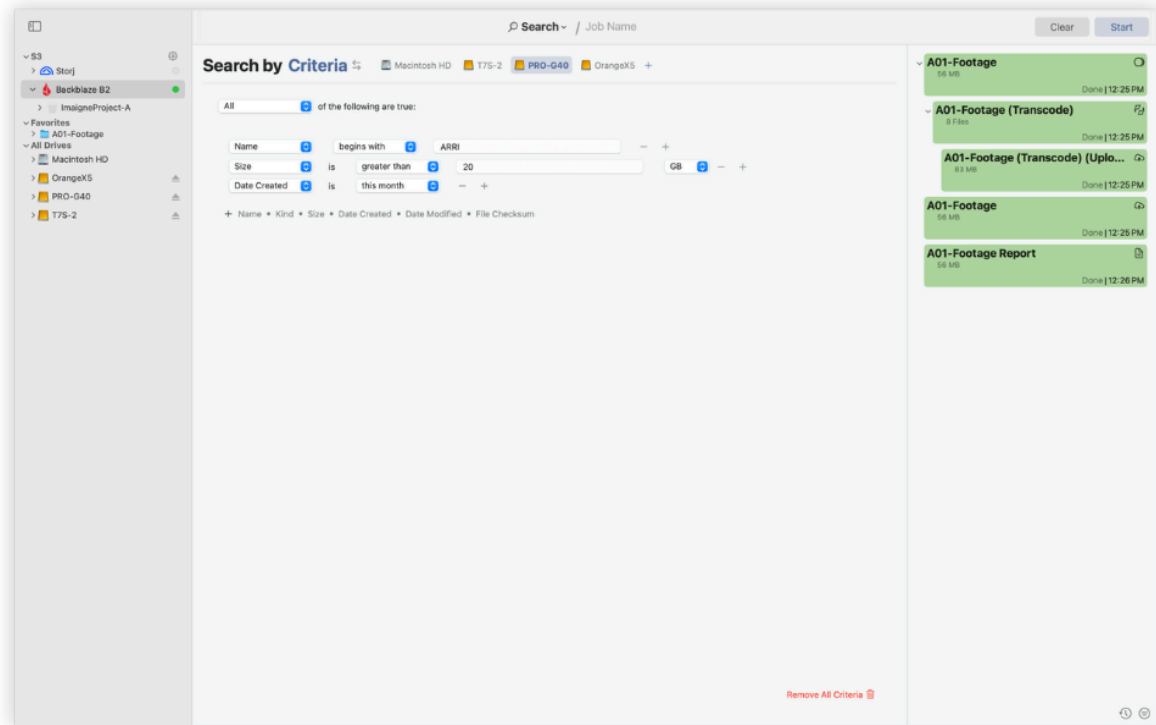 Search / Job Name
Clear Start
S3
Storj
Backblaze B2
ImaigneProject-A
Favorites
A01-Footage
All Drives
Macintosh HD
OrangeX5
PRO-G40
T7S-2
Search by Criteria Macintosh HD T7S-2 PRO-G40 OrangeX5 +
All of the following are true:
Name begins with ARRI − +
Size is greater than 20 GB − +
Date Created is this month − +
+ Name • Kind • Size • Date Created • Date Modified • File Checksum
Remove All Criteria
A01-Footage
56 MB
Done | 12:25 PM
A01-Footage (Transcode)
8 Files
Done | 12:25 PM
A01-Footage (Transcode) (Uplo...
83 MB
Done | 12:25 PM
A01-Footage
56 MB
Done | 12:25 PM
A01-Footage Report
56 MB
Done | 12:26 PM